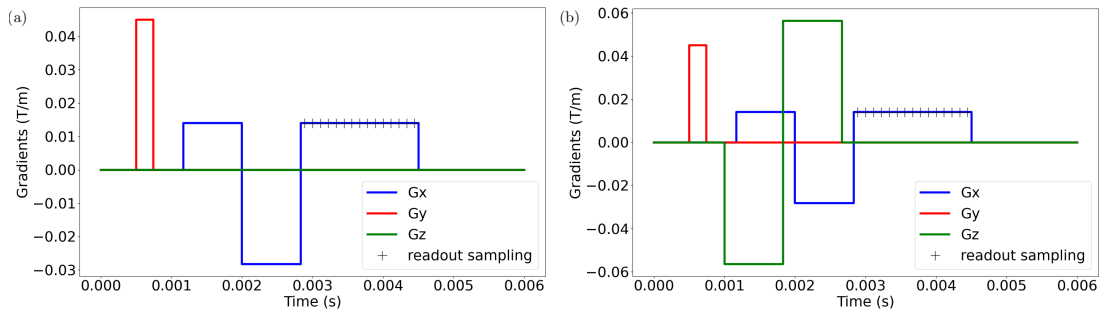 (a)
Gradients (T/m)
0.04
0.03
0.02
0.01
0.00
−0.01
−0.02
−0.03
0.000 0.001 0.002 0.003 0.004 0.005 0.006
Time (s)
Gx
Gy
Gz
readout sampling
(b)
Gradients (T/m)
0.06
0.04
0.02
0.00
−0.02
−0.04
−0.06
0.000 0.001 0.002 0.003 0.004 0.005 0.006
Time (s)
Gx
Gy
Gz
readout sampling